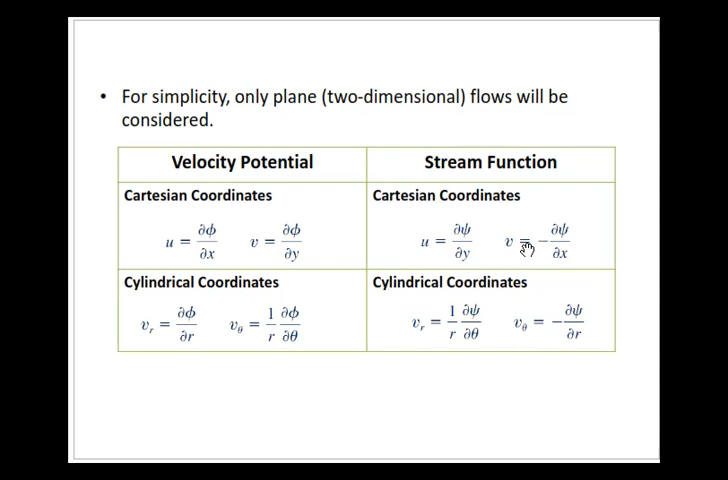 • For simplicity, only plane (two-dimensional) flows will be
considered.
Velocity Potential
Stream Function
Cartesian Coordinates
u = ∂ϕ/∂x v = ∂ϕ/∂y
Cartesian Coordinates
u = ∂ψ/∂y v = −∂ψ/∂x
Cylindrical Coordinates
v_r = ∂ϕ/∂r v_θ = 1/r ∂ϕ/∂θ
Cylindrical Coordinates
v_r = 1/r ∂ψ/∂θ v_θ = −∂ψ/∂r